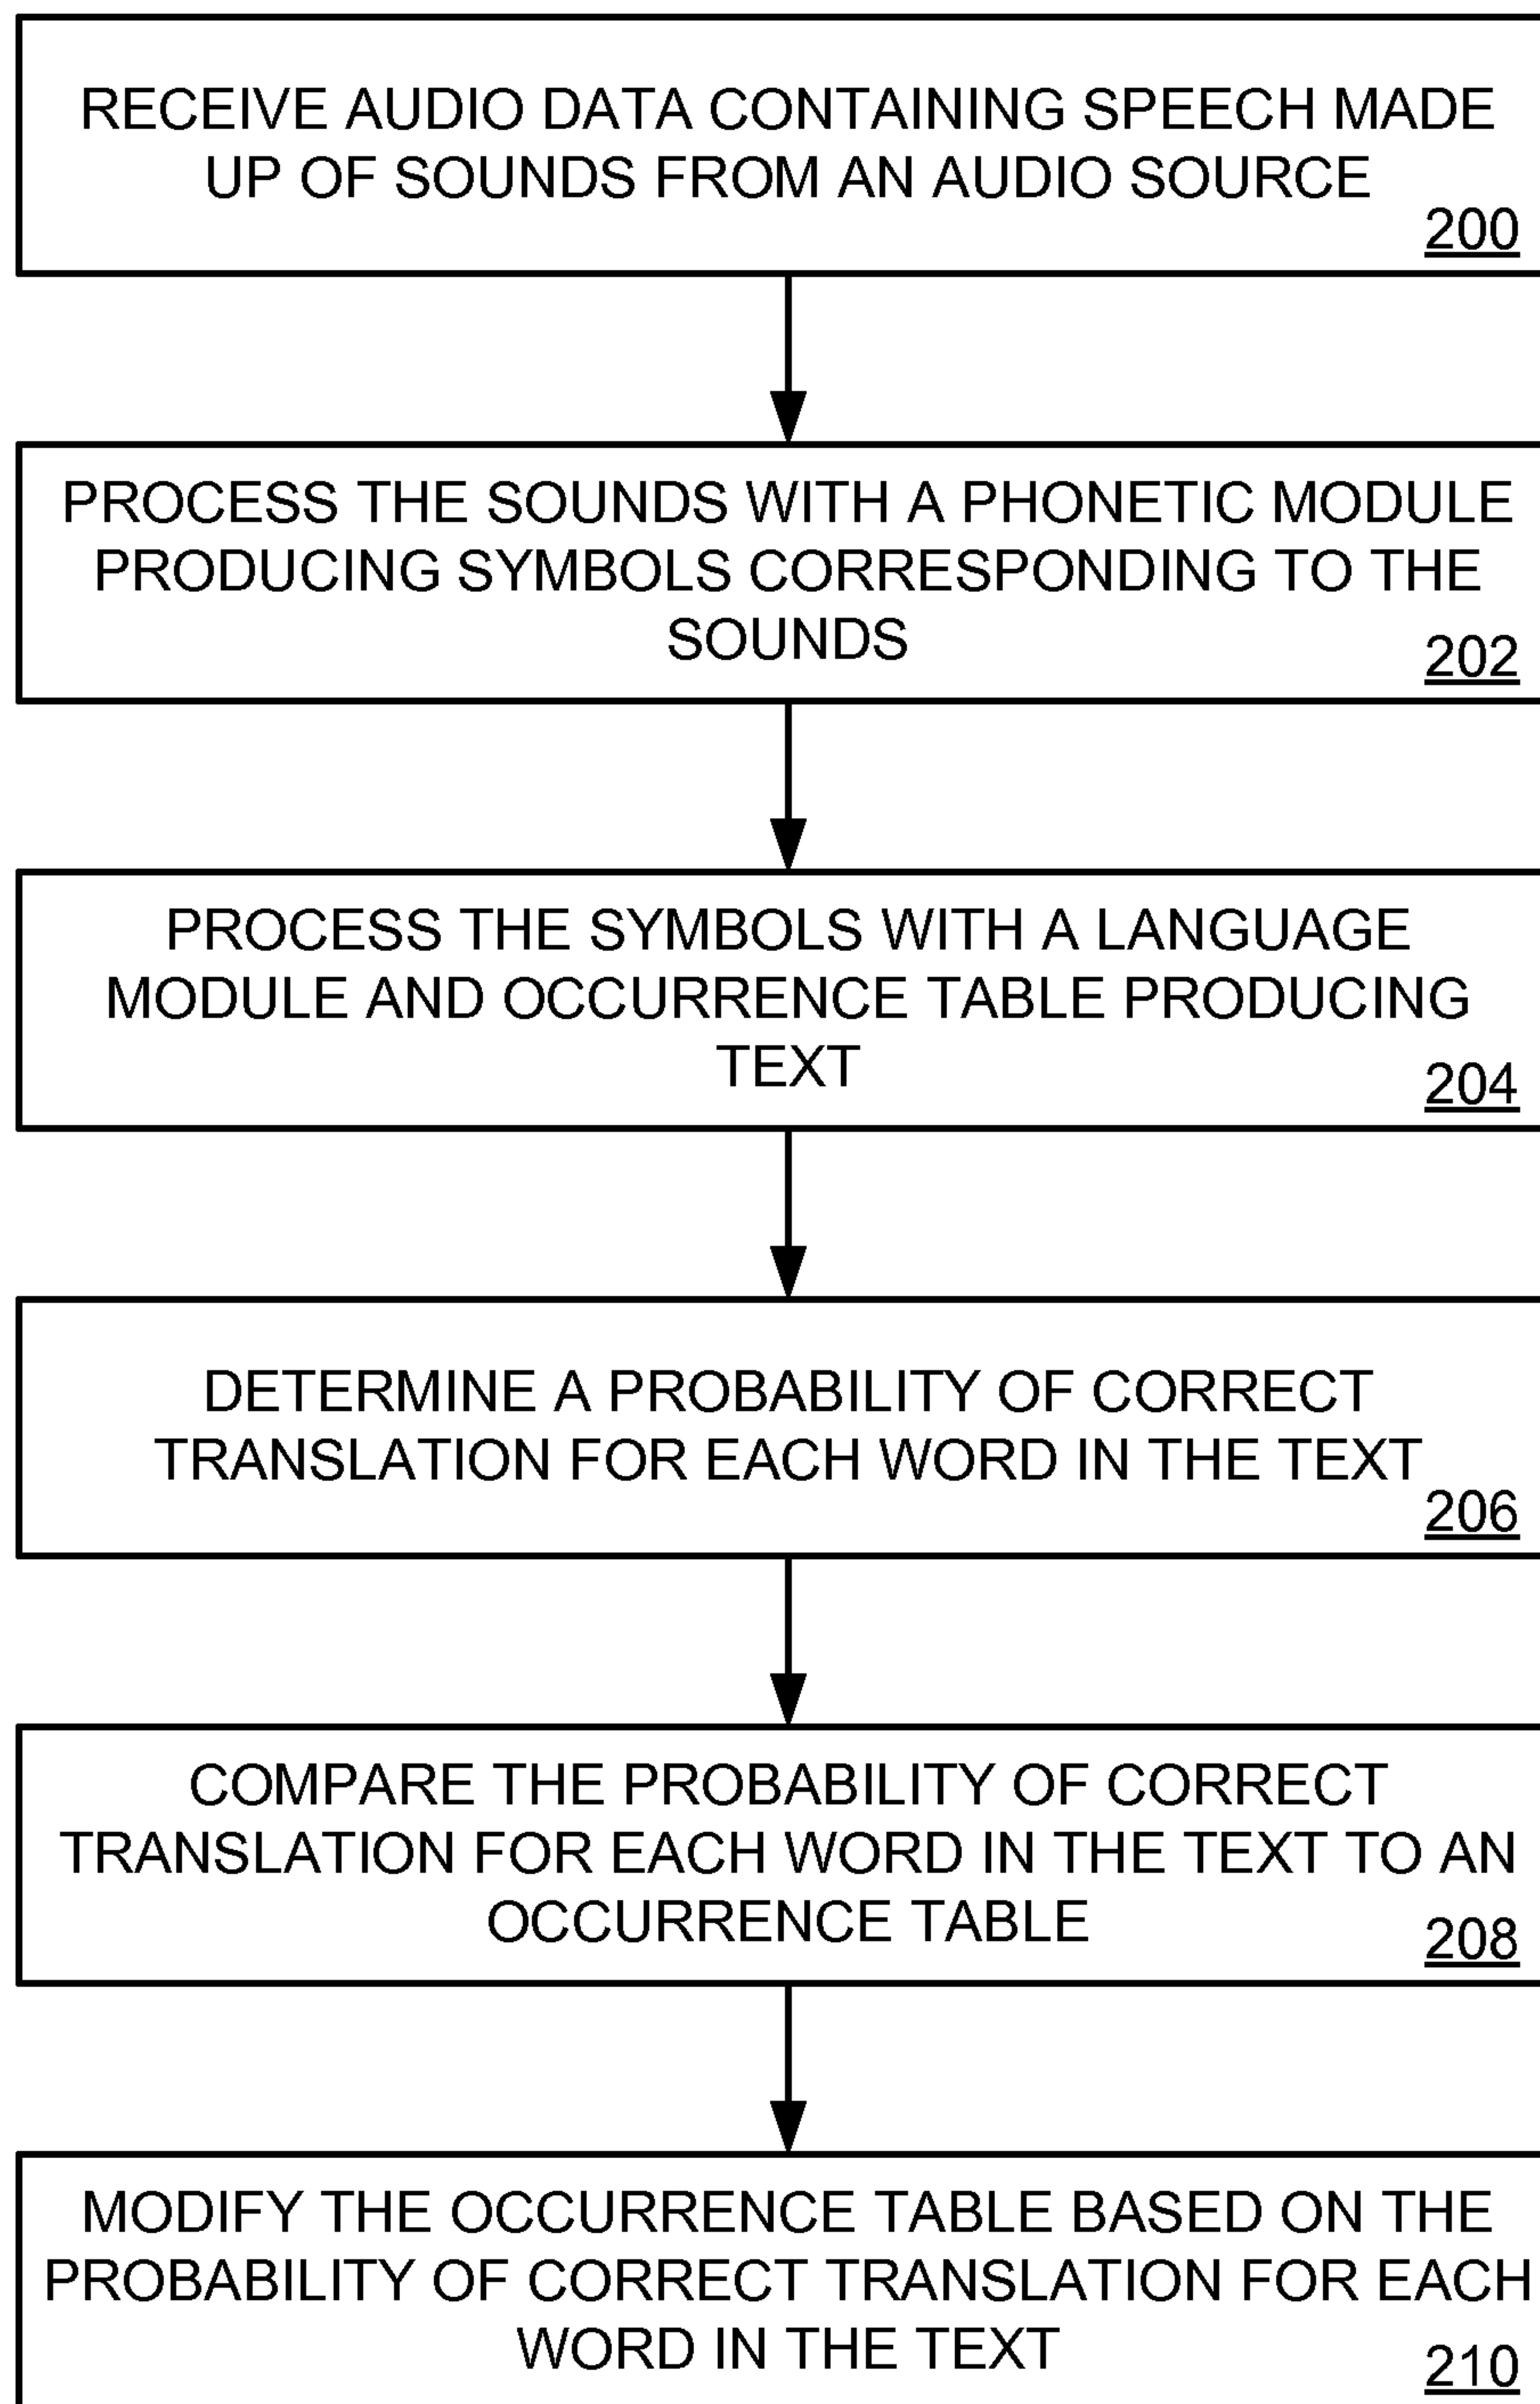 RECEIVE AUDIO DATA CONTAINING SPEECH MADE
UP OF SOUNDS FROM AN AUDIO SOURCE
200
PROCESS THE SOUNDS WITH A PHONETIC MODULE
PRODUCING SYMBOLS CORRESPONDING TO THE
SOUNDS
202
PROCESS THE SYMBOLS WITH A LANGUAGE
MODULE AND OCCURRENCE TABLE PRODUCING
TEXT
204
DETERMINE A PROBABILITY OF CORRECT
TRANSLATION FOR EACH WORD IN THE TEXT
206
COMPARE THE PROBABILITY OF CORRECT
TRANSLATION FOR EACH WORD IN THE TEXT TO AN
OCCURRENCE TABLE
208
MODIFY THE OCCURRENCE TABLE BASED ON THE
PROBABILITY OF CORRECT TRANSLATION FOR EACH
WORD IN THE TEXT
210